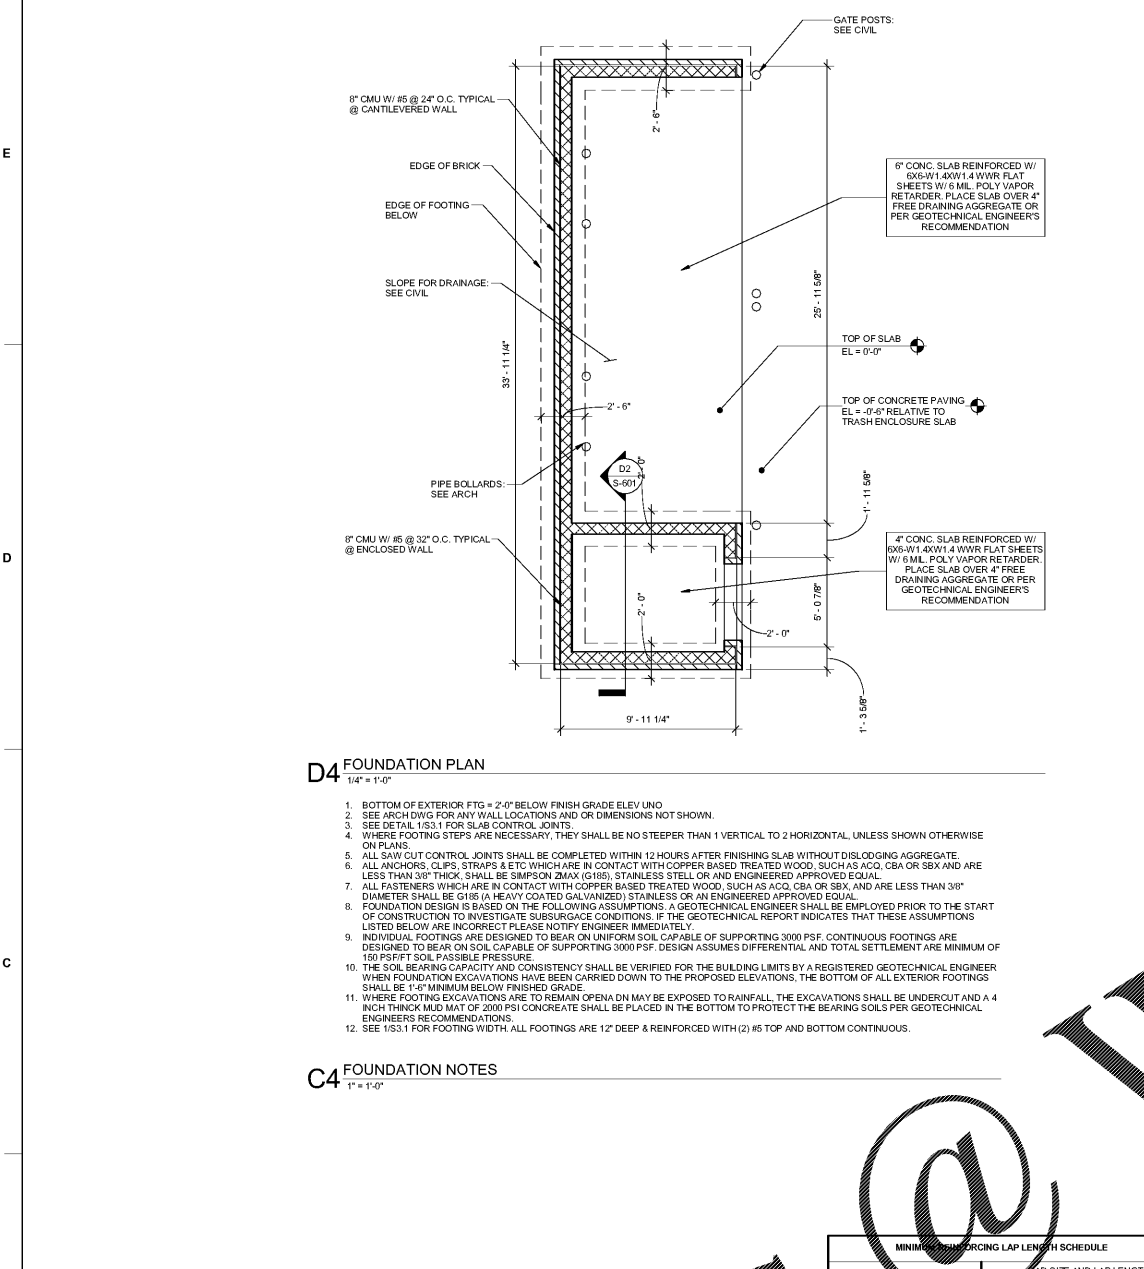 GATE POSTS:
SEE CIVIL
8" CMU W/ #5 @ 24" O.C. TYPICAL
@ CANTILEVERED WALL
2' - 6"
E
EDGE OF BRICK
6" CONC. SLAB REINFORCED W/
6X6-W1.4XW1.4 WWR FLAT
SHEETS W/ 6 MIL. POLY VAPOR
RETARDER. PLACE SLAB OVER 4"
FREE DRAINING AGGREGATE OR
PER GEOTECHNICAL ENGINEER'S
RECOMMENDATION
EDGE OF FOOTING
BELOW
SLOPE FOR DRAINAGE:
SEE CIVIL
25' - 11 5/8"
33' - 11 1/4"
TOP OF SLAB
EL = 0'-0"
2' - 6"
TOP OF CONCRETE PAVING
EL = -0'-6" RELATIVE TO
TRASH ENCLOSURE SLAB
D2
S-601
2' - 0"
PIPE BOLLARDS:
SEE ARCH
1' - 11 5/8"
8" CMU W/ #5 @ 32" O.C. TYPICAL
@ ENCLOSED WALL
D
4" CONC. SLAB REINFORCED W/
6X6-W1.4XW1.4 WWR FLAT SHEETS
W/ 6 MIL. POLY VAPOR RETARDER.
PLACE SLAB OVER 4" FREE
DRAINING AGGREGATE OR PER
GEOTECHNICAL ENGINEER'S
RECOMMENDATION
2' - 0"
5' - 0 7/8"
2' - 0"
1' - 3 5/8"
9' - 11 1/4"
D4 FOUNDATION PLAN
1/4" = 1'-0"
1. BOTTOM OF EXTERIOR FTG = 2'-0" BELOW FINISH GRADE ELEV UNO
2. SEE ARCH DWG FOR ANY WALL LOCATIONS AND OR DIMENSIONS NOT SHOWN.
3. SEE DETAIL 1/S3.1 FOR SLAB CONTROL JOINTS.
4. WHERE FOOTING STEPS ARE NECESSARY, THEY SHALL BE NO STEEPER THAN 1 VERTICAL TO 2 HORIZONTAL, UNLESS SHOWN OTHERWISE
ON PLANS.
5. ALL SAW CUT CONTROL JOINTS SHALL BE COMPLETED WITHIN 12 HOURS AFTER FINISHING SLAB WITHOUT DISLODGING AGGREGATE.
6. ALL ANCHORS, CLIPS, STRAPS & ETC WHICH ARE IN CONTACT WITH COPPER BASED TREATED WOOD, SUCH AS ACQ, CBA OR SBX AND ARE
LESS THAN 3/8" THICK, SHALL BE SIMPSON ZMAX (G185), STAINLESS STELL OR AND ENGINEERED APPROVED EQUAL.
7. ALL FASTENERS WHICH ARE IN CONTACT WITH COPPER BASED TREATED WOOD, SUCH AS ACQ, CBA OR SBX, AND ARE LESS THAN 3/8"
DIAMETER SHALL BE G185 (A HEAVY COATED GALVANIZED) STAINLESS OR AN ENGINEERED APPROVED EQUAL.
8. FOUNDATION DESIGN IS BASED ON THE FOLLOWING ASSUMPTIONS. A GEOTECHNICAL ENGINEER SHALL BE EMPLOYED PRIOR TO THE START
OF CONSTRUCTION TO INVESTIGATE SUBSURGACE CONDITIONS. IF THE GEOTECHNICAL REPORT INDICATES THAT THESE ASSUMPTIONS
LISTED BELOW ARE INCORRECT PLEASE NOTIFY ENGINEER IMMEDIATELY.
9. INDIVIDUAL FOOTINGS ARE DESIGNED TO BEAR ON UNIFORM SOIL CAPABLE OF SUPPORTING 3000 PSF. CONTINUOUS FOOTINGS ARE
DESIGNED TO BEAR ON SOIL CAPABLE OF SUPPORTING 3000 PSF. DESIGN ASSUMES DIFFERENTIAL AND TOTAL SETTLEMENT ARE MINIMUM OF
150 PSF/FT SOIL PASSIBLE PRESSURE.
10. THE SOIL BEARING CAPACITY AND CONSISTENCY SHALL BE VERIFIED FOR THE BUILDING LIMITS BY A REGISTERED GEOTECHNICAL ENGINEER
WHEN FOUNDATION EXCAVATIONS HAVE BEEN CARRIED DOWN TO THE PROPOSED ELEVATIONS, THE BOTTOM OF ALL EXTERIOR FOOTINGS
SHALL BE 1'-6" MINIMUM BELOW FINISHED GRADE.
C
11. WHERE FOOTING EXCAVATIONS ARE TO REMAIN OPENA DN MAY BE EXPOSED TO RAINFALL, THE EXCAVATIONS SHALL BE UNDERCUT AND A 4
INCH THINCK MUD MAT OF 2000 PSI CONCREATE SHALL BE PLACED IN THE BOTTOM TO PROTECT THE BEARING SOILS PER GEOTECHNICAL
ENGINEERS RECOMMENDATIONS.
12. SEE 1/S3.1 FOR FOOTING WIDTH. ALL FOOTINGS ARE 12" DEEP & REINFORCED WITH (2) #5 TOP AND BOTTOM CONTINUOUS.
C4 FOUNDATION NOTES
1" = 1'-0"
@
MINIMUM REINFORCING LAP LENGTH SCHEDULE